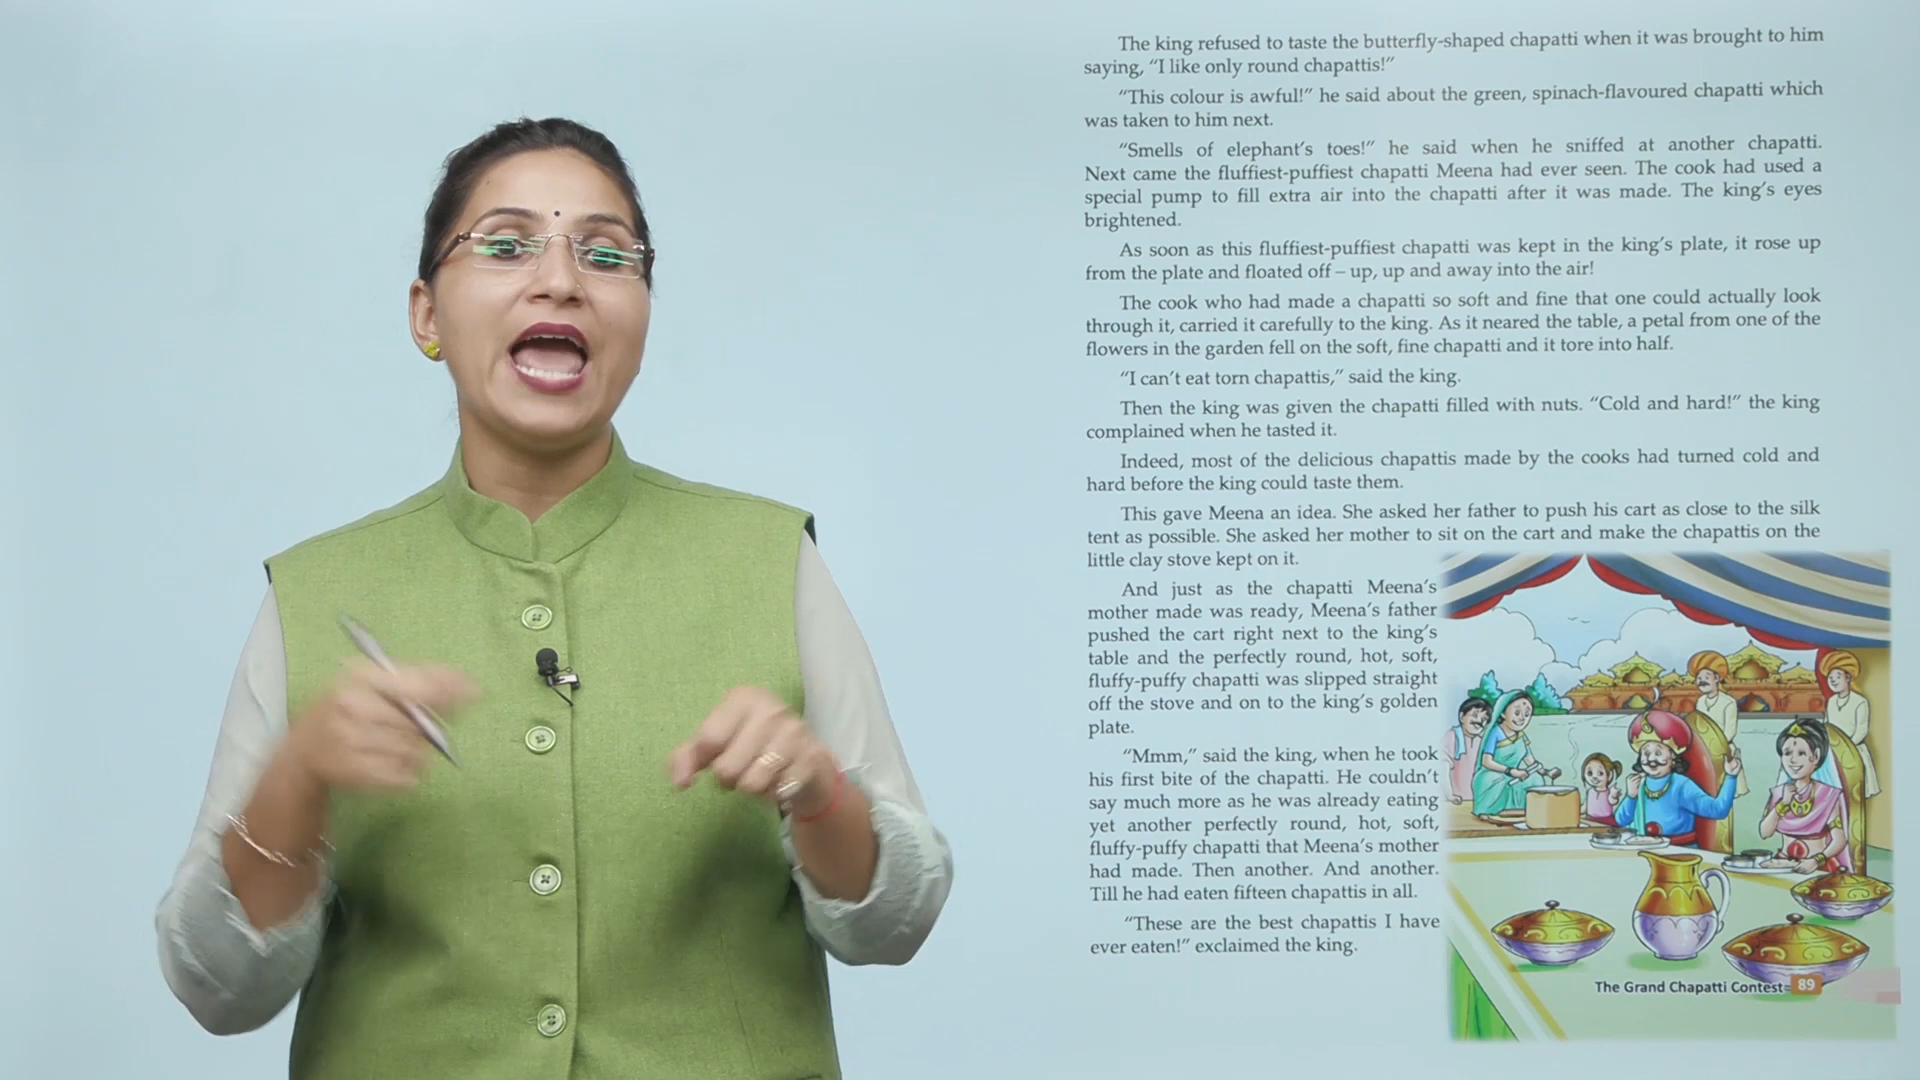 The king refused to taste the butterfly-shaped chapatti when it was brought to him
saying, “I like only round chapattis!”
“This colour is awful!” he said about the green, spinach-flavoured chapatti which
was taken to him next.
“Smells of elephant’s toes!” he said when he sniffed at another chapatti.
Next came the fluffiest-puffiest chapatti Meena had ever seen. The cook had used a
special pump to fill extra air into the chapatti after it was made. The king’s eyes
brightened.
As soon as this fluffiest-puffiest chapatti was kept in the king’s plate, it rose up
from the plate and floated off – up, up and away into the air!
The cook who had made a chapatti so soft and fine that one could actually look
through it, carried it carefully to the king. As it neared the table, a petal from one of the
flowers in the garden fell on the soft, fine chapatti and it tore into half.
“I can’t eat torn chapattis,” said the king.
Then the king was given the chapatti filled with nuts. “Cold and hard!” the king
complained when he tasted it.
Indeed, most of the delicious chapattis made by the cooks had turned cold and
hard before the king could taste them.
This gave Meena an idea. She asked her father to push his cart as close to the silk
tent as possible. She asked her mother to sit on the cart and make the chapattis on the
little clay stove kept on it.
And just as the chapatti Meena’s
mother made was ready, Meena’s father
pushed the cart right next to the king’s
table and the perfectly round, hot, soft,
fluffy-puffy chapatti was slipped straight
off the stove and on to the king’s golden
plate.
“Mmm,” said the king, when he took
his first bite of the chapatti. He couldn’t
say much more as he was already eating
yet another perfectly round, hot, soft,
fluffy-puffy chapatti that Meena’s mother
had made. Then another. And another.
Till he had eaten fifteen chapattis in all.
“These are the best chapattis I have
ever eaten!” exclaimed the king.
The Grand Chapatti Contest 89